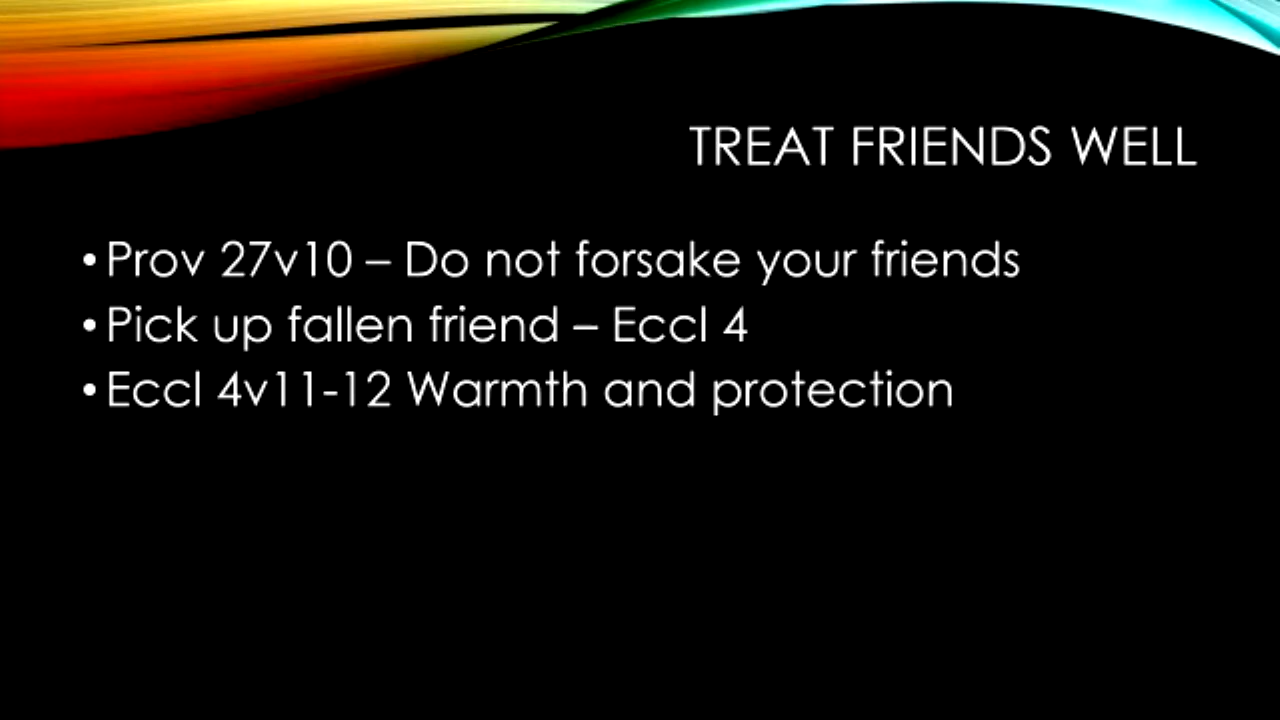 TREAT FRIENDS WELL
• Prov 27v10 – Do not forsake your friends
• Pick up fallen friend – Eccl 4
• Eccl 4v11-12 Warmth and protection